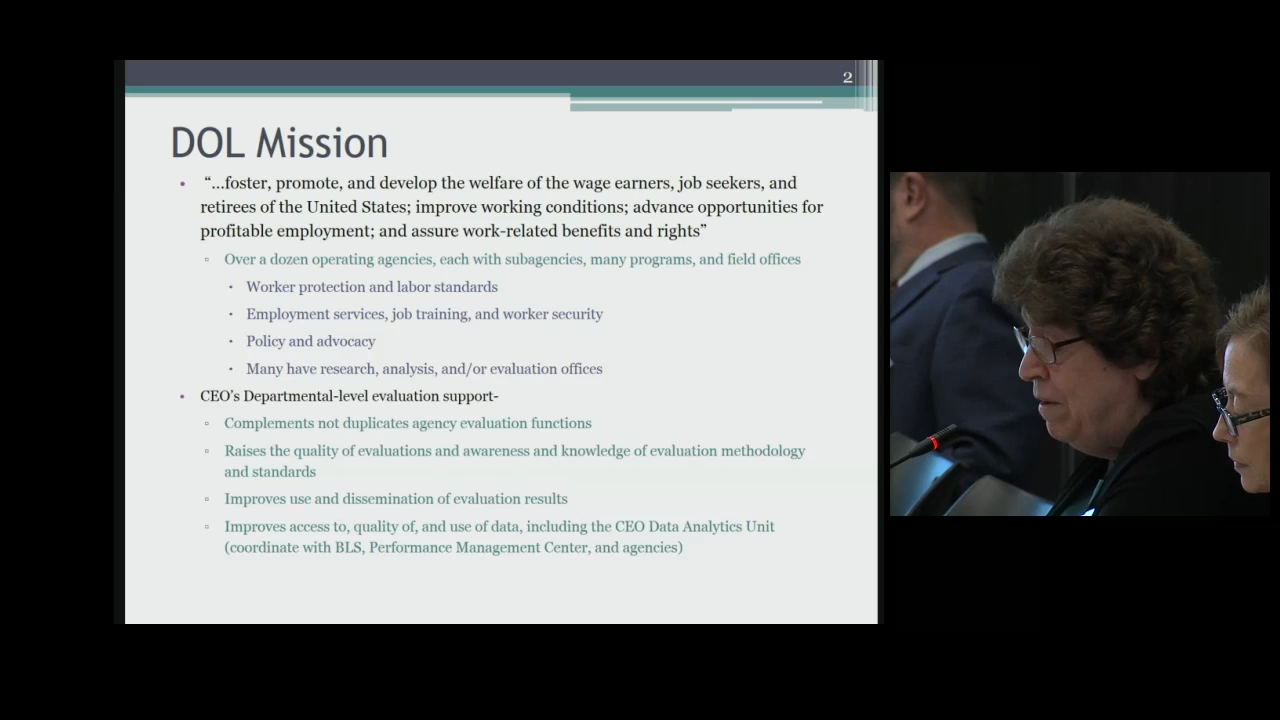 2
DOL Mission
• “...foster, promote, and develop the welfare of the wage earners, job seekers, and
retirees of the United States; improve working conditions; advance opportunities for
profitable employment; and assure work-related benefits and rights”
▫ Over a dozen operating agencies, each with subagencies, many programs, and field offices
• Worker protection and labor standards
• Employment services, job training, and worker security
• Policy and advocacy
• Many have research, analysis, and/or evaluation offices
• CEO’s Departmental-level evaluation support-
▫ Complements not duplicates agency evaluation functions
▫ Raises the quality of evaluations and awareness and knowledge of evaluation methodology
and standards
▫ Improves use and dissemination of evaluation results
▫ Improves access to, quality of, and use of data, including the CEO Data Analytics Unit
(coordinate with BLS, Performance Management Center, and agencies)